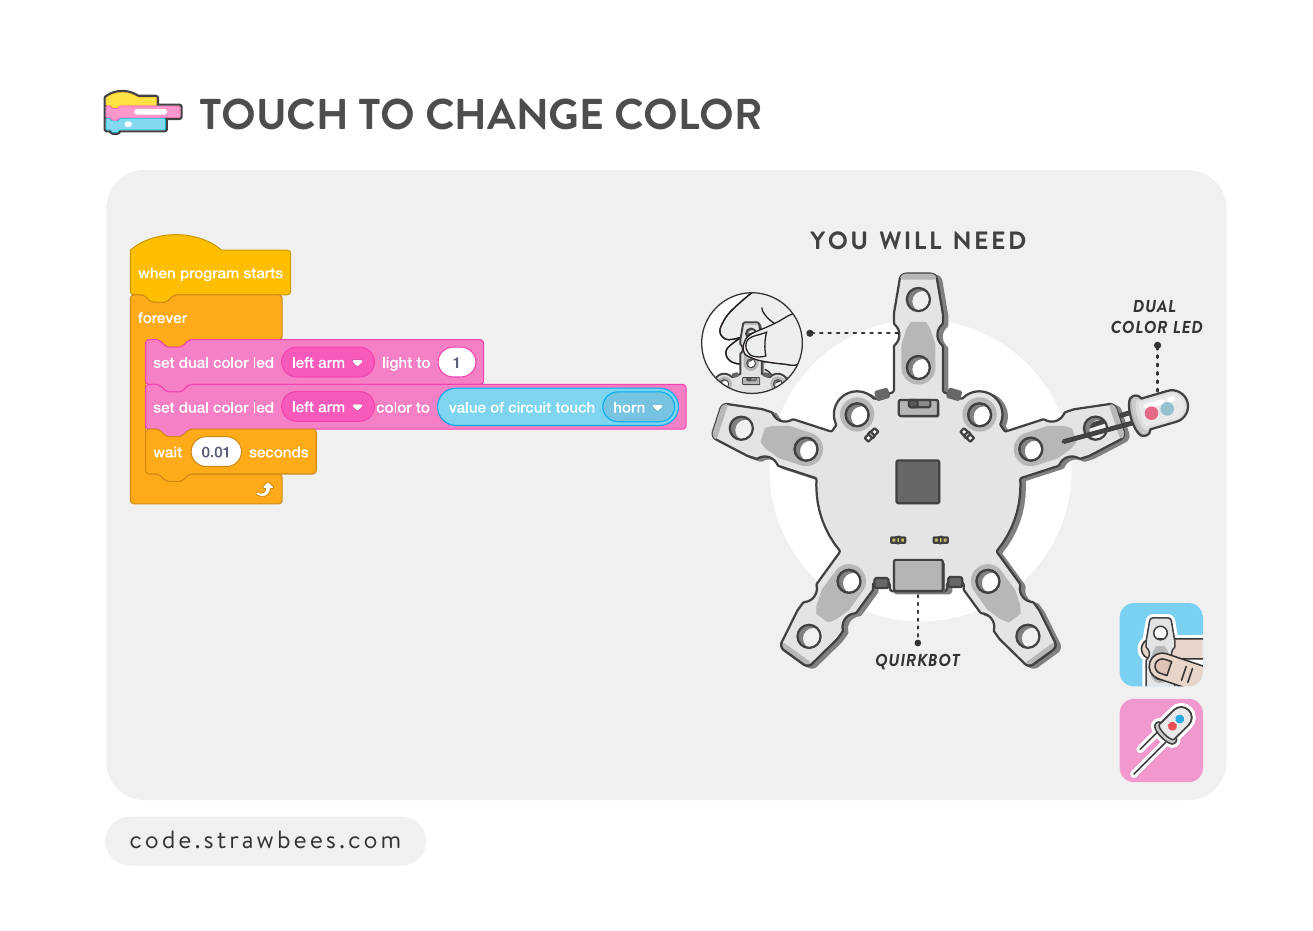 TOUCH TO CHANGE COLOR
when program starts
forever
set dual color led left arm light to 1
set dual color led left arm color to value of circuit touch horn
wait 0.01 seconds
YOU WILL NEED
DUAL
COLOR LED
QUIRKBOT
code.strawbees.com